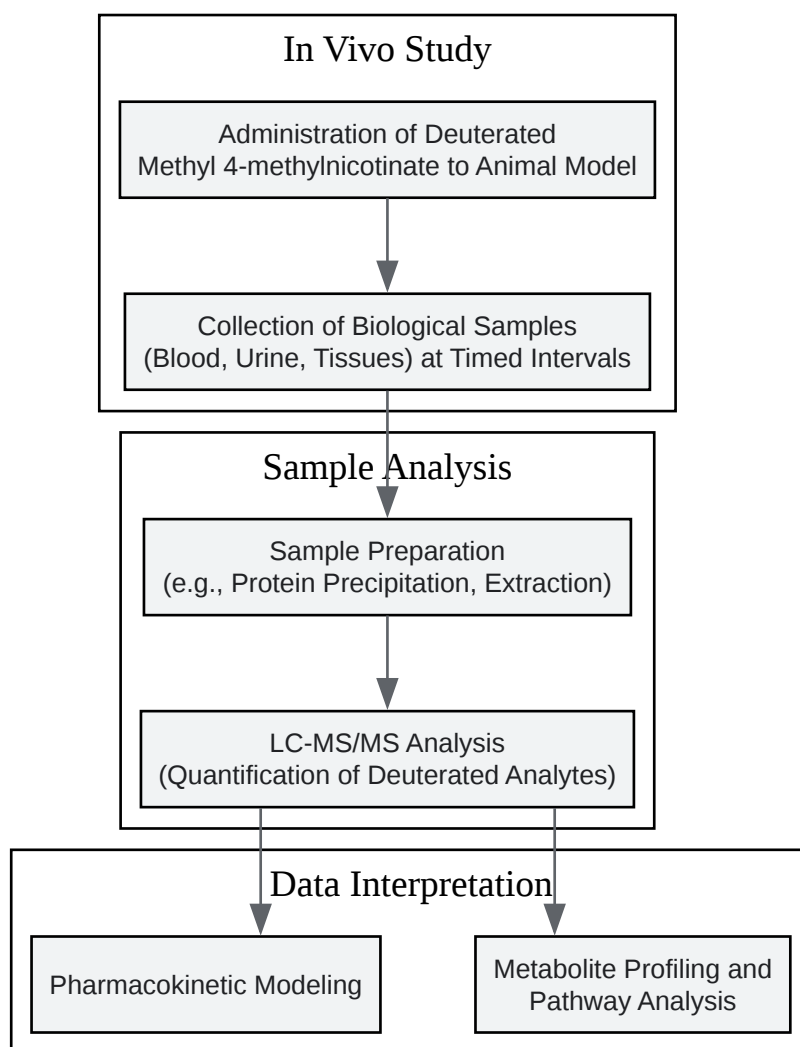 In Vivo Study
Administration of Deuterated
Methyl 4-methylnicotinate to Animal Model
Collection of Biological Samples
(Blood, Urine, Tissues) at Timed Intervals
Sample Analysis
Sample Preparation
(e.g., Protein Precipitation, Extraction)
LC-MS/MS Analysis
(Quantification of Deuterated Analytes)
Data Interpretation
Pharmacokinetic Modeling
Metabolite Profiling and
Pathway Analysis